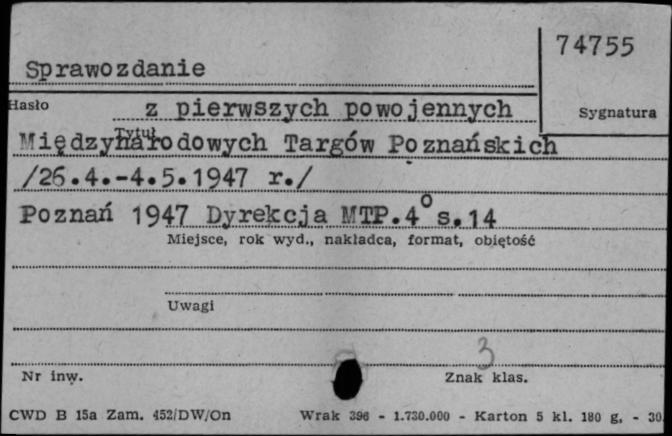 74755
Sprawozdanie
Hasło
Sygnatura
z pierwszych powojennych
Tytuł
Międzynarodowych Targów Poznańskich
/26.4.-4.5.1947 r./
Poznań 1947 Dyrekcja MTP.4° s.14
Miejsce, rok wyd., nakładca, format, objętość
Uwagi
3
Nr inw.
Znak klas.
CWD B 15a Zam. 452/DW/On Wrak 396 - 1.730.000 - Karton 5 kl. 180 g. - 30